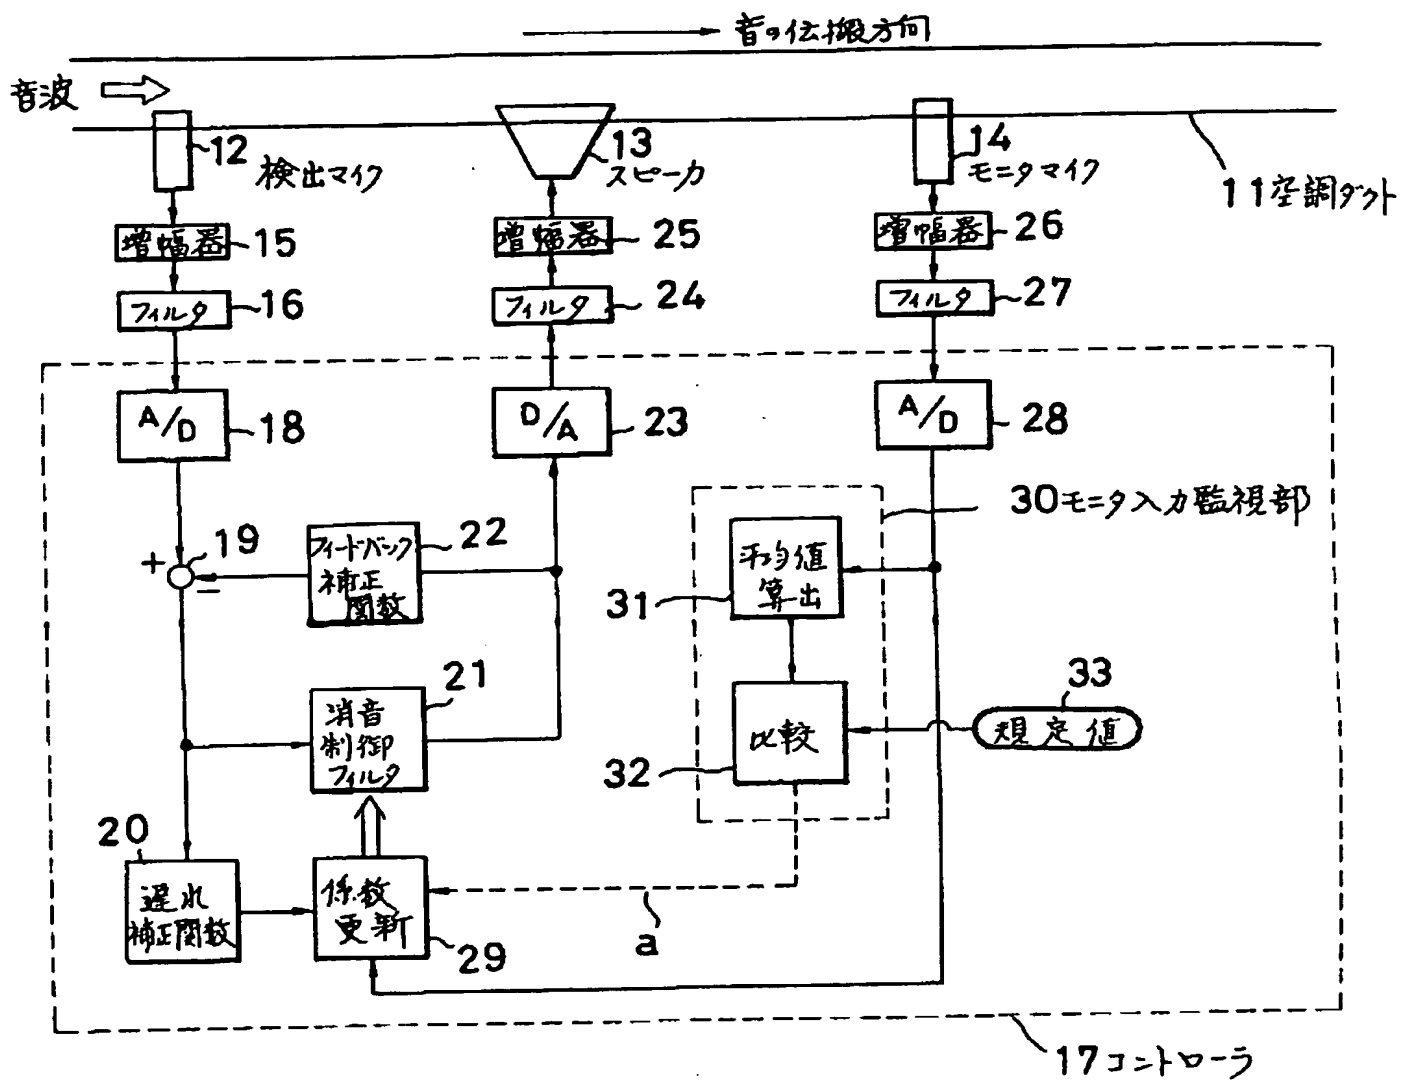 音の伝搬方向
音波
12
検出マイク
13
スピーカ
14
モニタマイク
11空調ダクト
増幅器
15
増幅器
25
増幅器
26
フィルタ
16
フィルタ
24
フィルタ
27
A/D
18
D/A
23
A/D
28
30モニタ入力監視部
+
19
−
フィードバック
補正
関数
22
平均値
算出
31
21
消音
制御
フィルタ
33
規定値
比較
32
20
遅れ
補正関数
係数
更新
29
a
17コントローラ